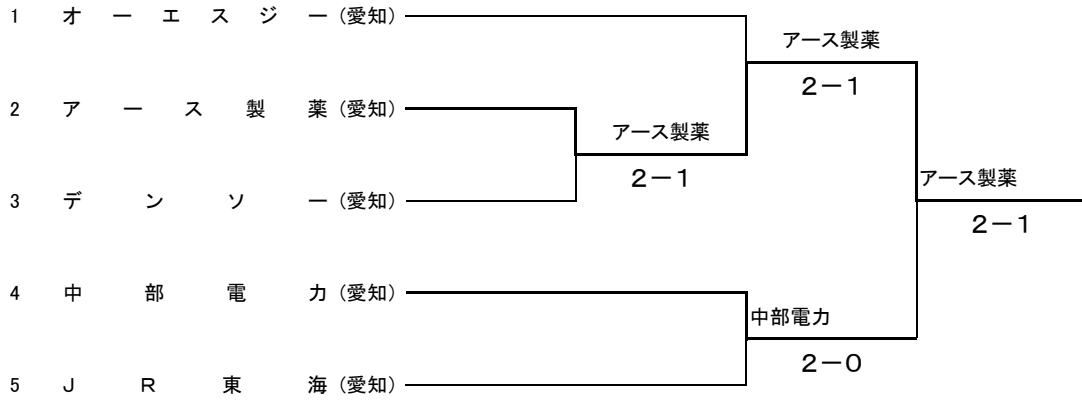 1 オーエスジー（愛知）
アース製薬
2－1
2 アース製薬（愛知）
アース製薬
2－1
アース製薬
3 デンソー（愛知）
2－1
4 中部電力（愛知）
中部電力
2－0
5 ＪＲ東海（愛知）